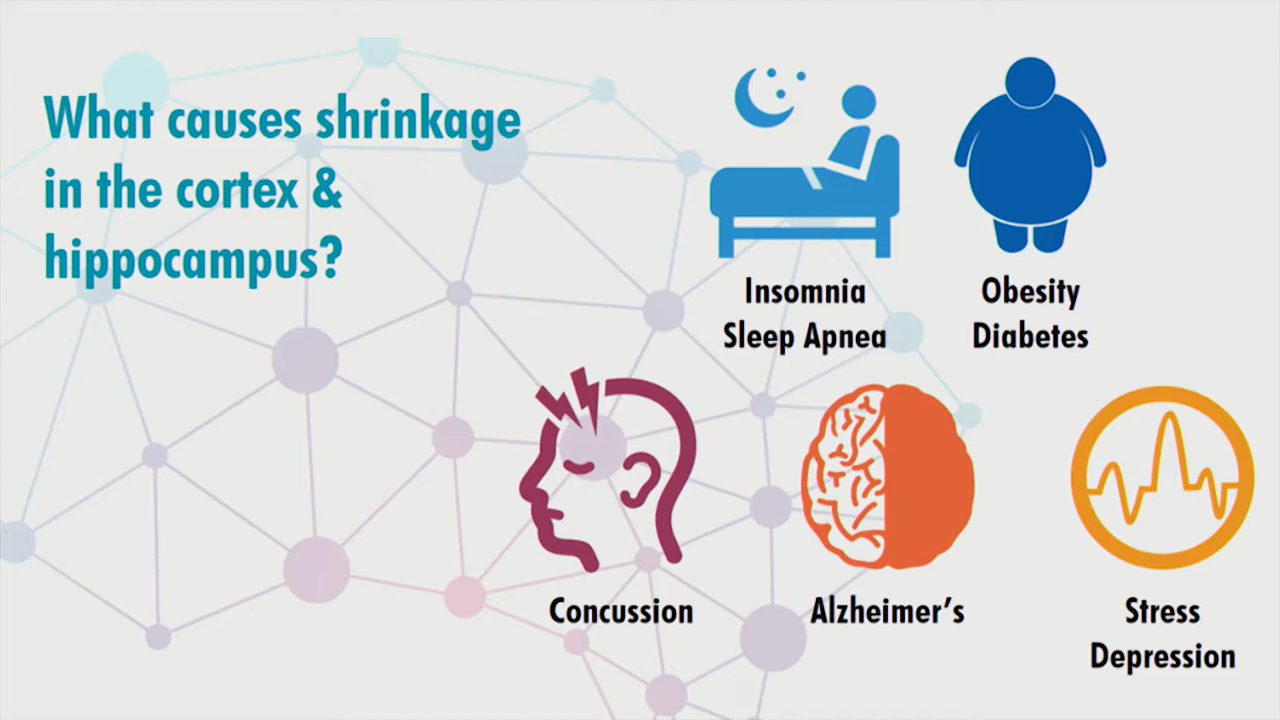 What causes shrinkage
in the cortex &
hippocampus?
Insomnia
Sleep Apnea
Obesity
Diabetes
Concussion
Alzheimer’s
Stress
Depression